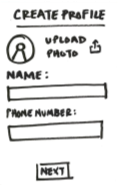 CREATE PROFILE
UPLOAD
PHOTO
NAME:
PHONE NUMBER:
NEXT